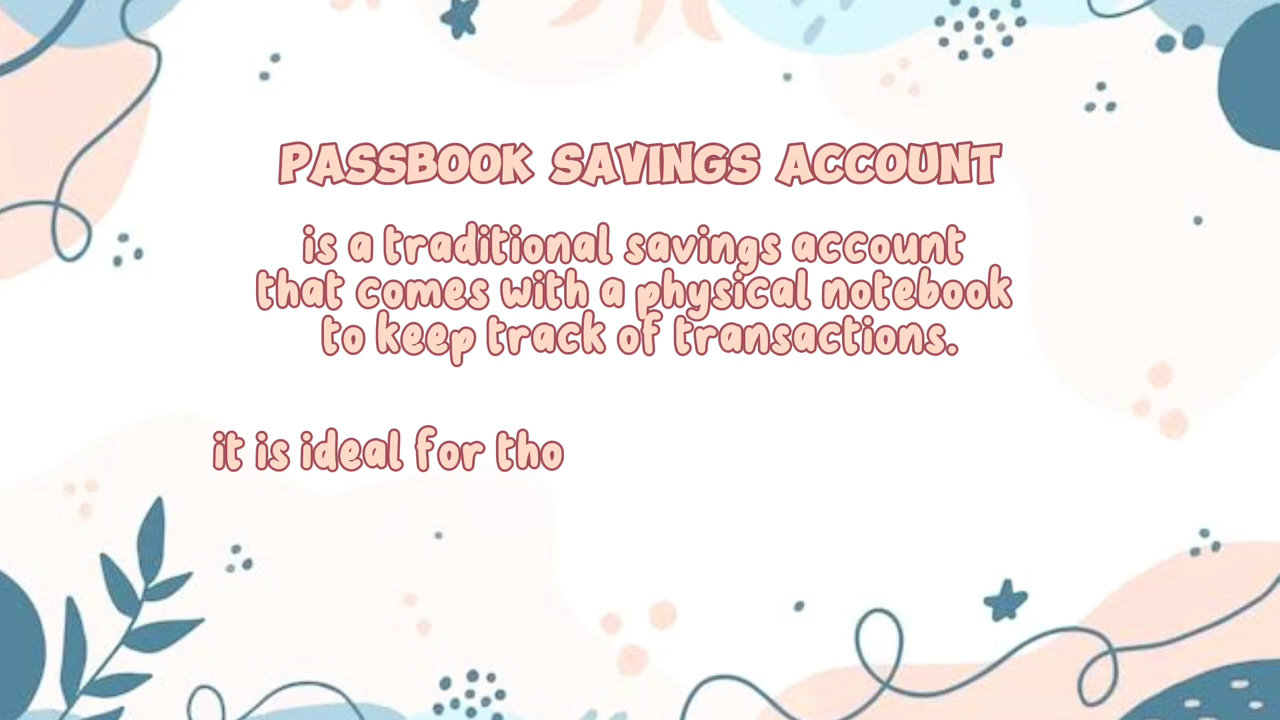 PASSBOOK SAVINGS ACCOUNT
is a traditional savings account
that comes with a physical notebook
to keep track of transactions.
it is ideal for tho